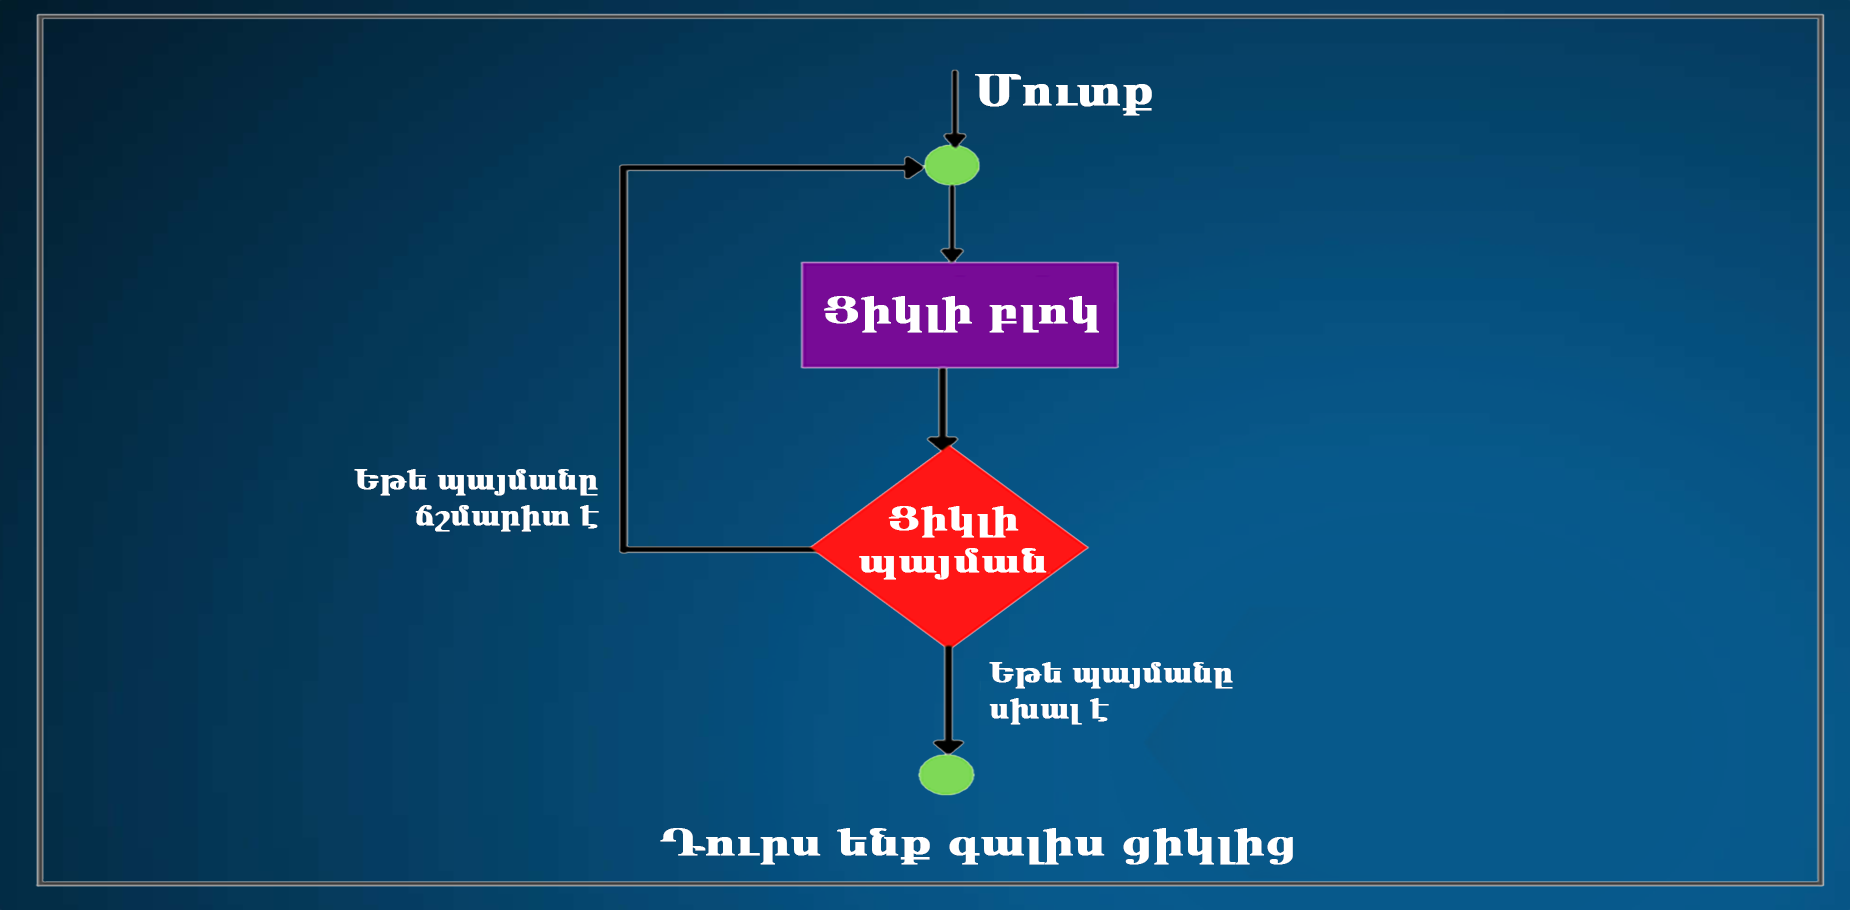 Մուտք
Ցիկլի բլոկ
Եթե պայմանը
ճշմարիտ է
Ցիկլի
պայման
Եթե պայմանը
սխալ է
Դուրս ենք գալիս ցիկլից